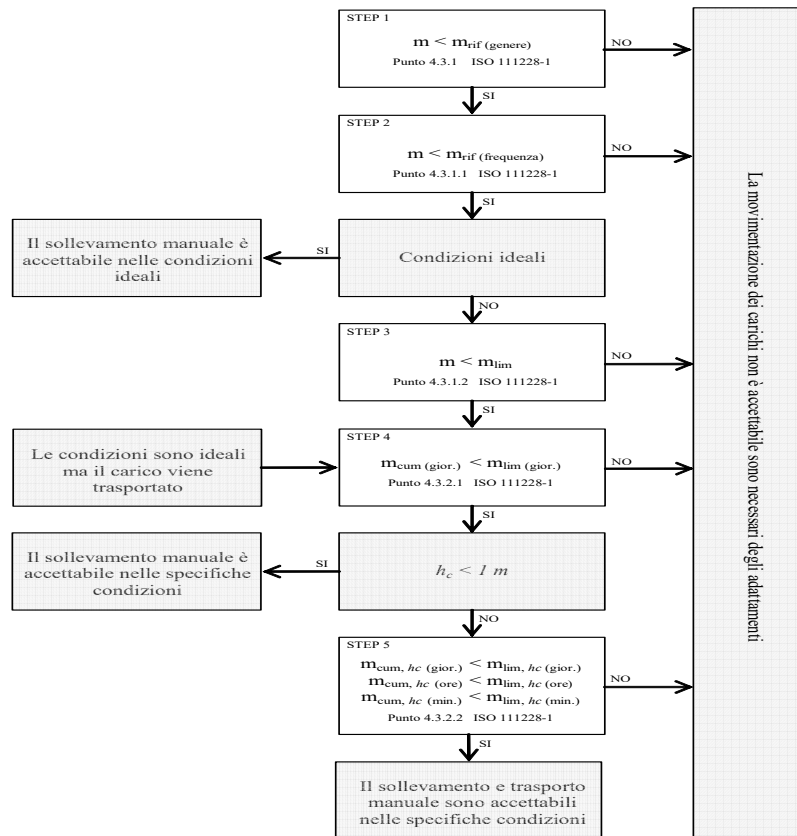 STEP 1
m < mrif (genere)
Punto 4.3.1 ISO 111228-1
NO
SI
STEP 2
m < mrif (frequenza)
Punto 4.3.1.1 ISO 111228-1
NO
SI
Il sollevamento manuale è
accettabile nelle condizioni
ideali
SI
Condizioni ideali
NO
STEP 3
m < mlim
Punto 4.3.1.2 ISO 111228-1
NO
SI
Le condizioni sono ideali
ma il carico viene
trasportato
STEP 4
mcum (gior.) < mlim (gior.)
Punto 4.3.2.1 ISO 111228-1
NO
SI
Il sollevamento manuale è
accettabile nelle specifiche
condizioni
SI
hc < 1 m
NO
STEP 5
mcum, hc (gior.) < mlim, hc (gior.)
mcum, hc (ore) < mlim, hc (ore)
mcum, hc (min.) < mlim, hc (min.)
Punto 4.3.2.2 ISO 111228-1
NO
SI
Il sollevamento e trasporto
manuale sono accettabili
nelle specifiche condizioni
La movimentazione dei carichi non è accettabile sono necessari degli adattamenti